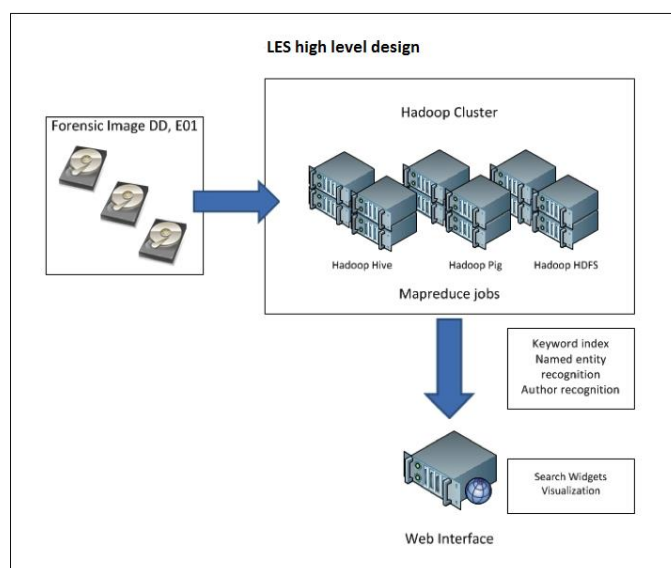 LES high level design
Forensic Image DD, E01
Hadoop Cluster
Hadoop Hive
Hadoop Pig
Hadoop HDFS
Mapreduce jobs
Keyword index
Named entity
recognition
Author recognition
Search Widgets
Visualization
Web Interface